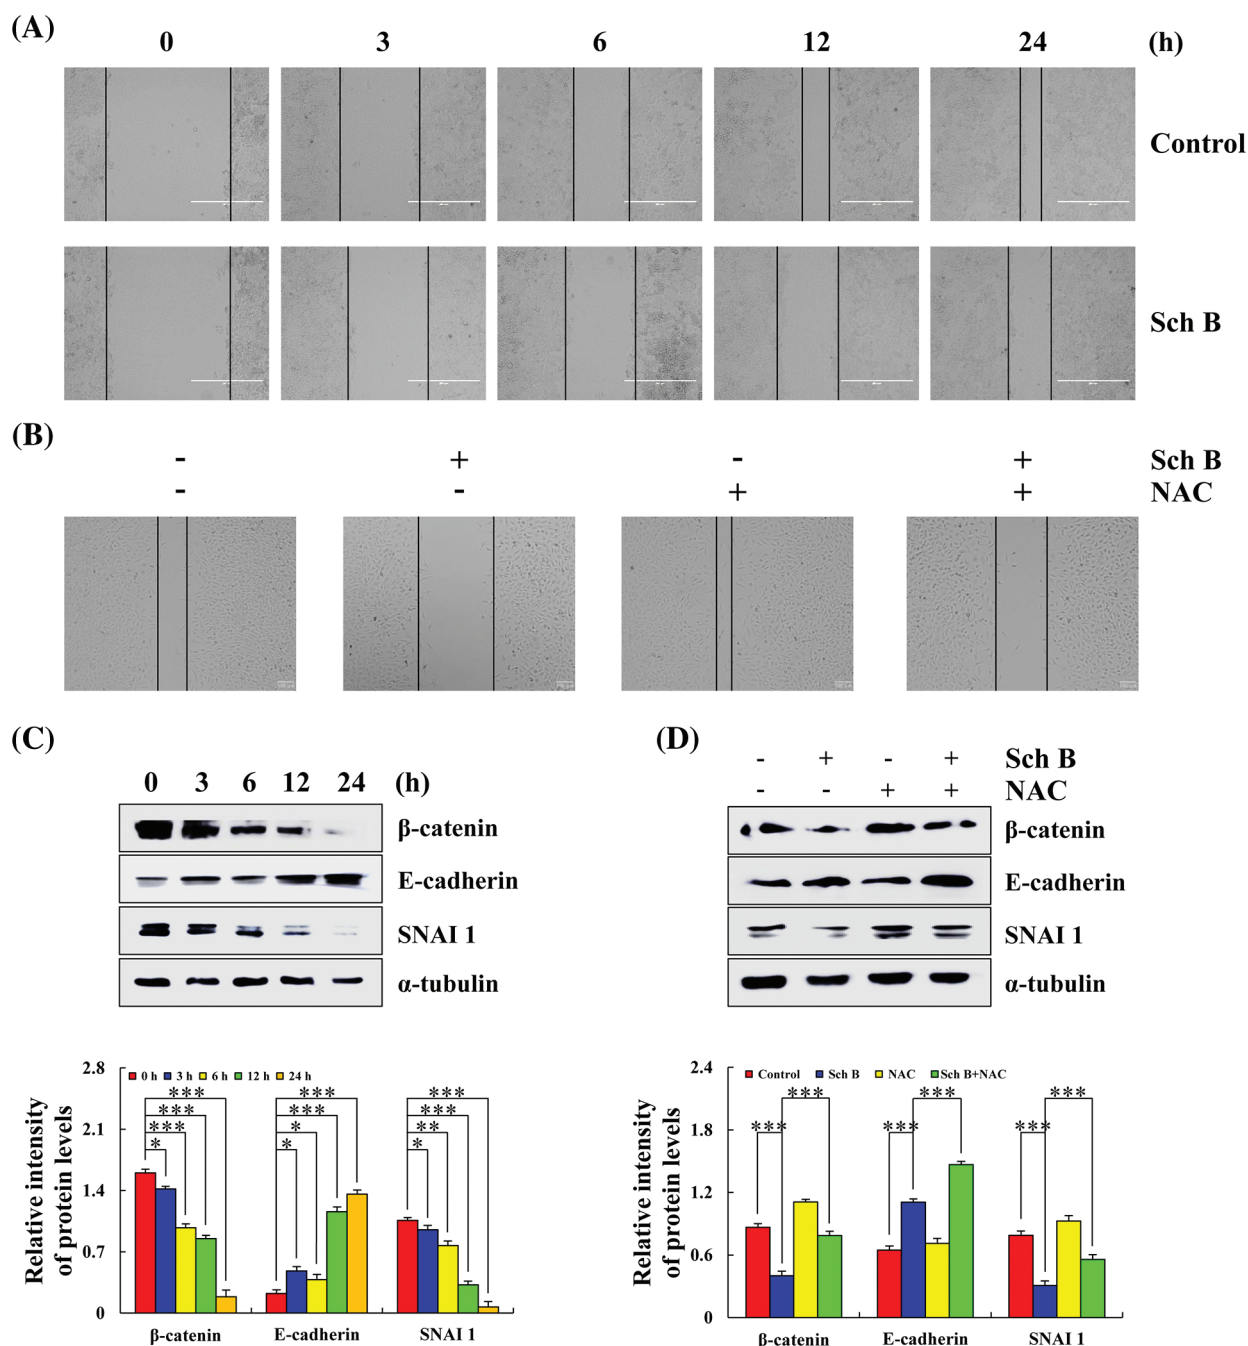 (A)
0 3 6 12 24 (h)
Control
Sch B
(B)
- + - + Sch B
- - + + NAC
(C)
0 3 6 12 24 (h)
β-catenin
E-cadherin
SNAI 1
α-tubulin
2.8
2.1
1.4
0.7
0
Relative intensity
of protein levels
0 h 3 h 6 h 12 h 24 h
***
***
***
*
***
***
*
*
***
***
**
*
β-catenin E-cadherin SNAI 1
(D)
- + - + Sch B
- - + + NAC
β-catenin
E-cadherin
SNAI 1
α-tubulin
2.4
1.8
1.2
0.6
0
Relative intensity
of protein levels
Control Sch B NAC Sch B+NAC
*** ***
*** ***
*** ***
β-catenin E-cadherin SNAI 1